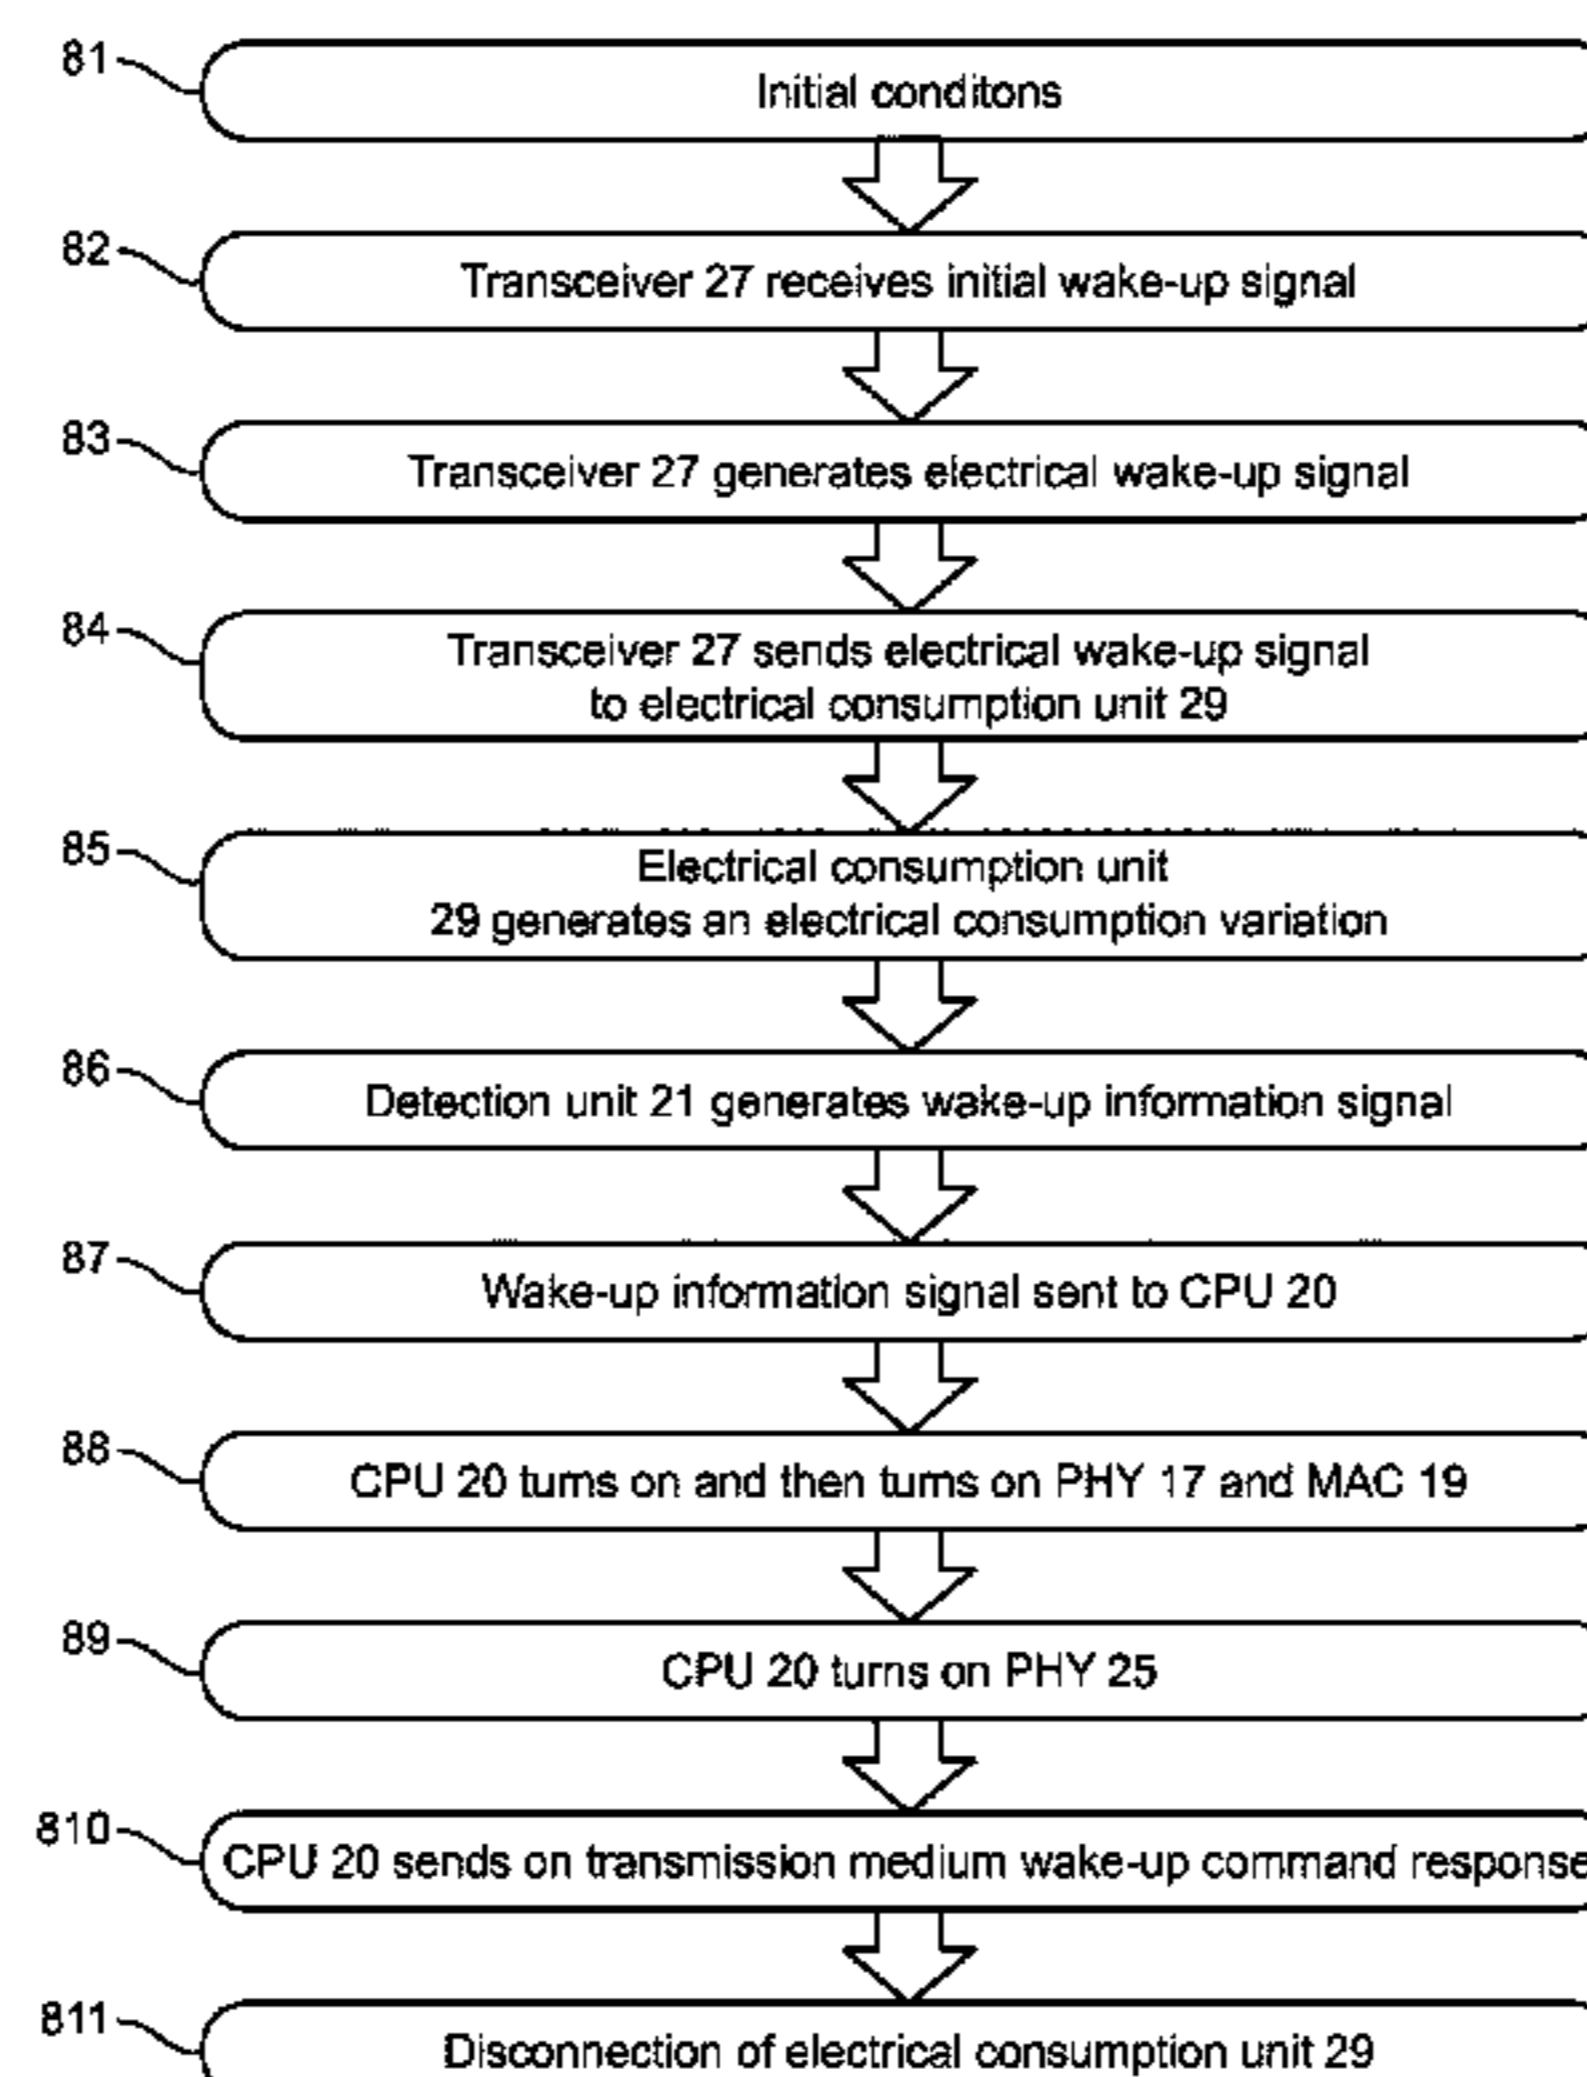 81
Initial conditons
82
Transceiver 27 receives initial wake-up signal
83
Transceiver 27 generates electrical wake-up signal
84
Transceiver 27 sends electrical wake-up signal
to electrical consumption unit 29
85
Electrical consumption unit
29 generates an electrical consumption variation
86
Detection unit 21 generates wake-up information signal
87
Wake-up information signal sent to CPU 20
88
CPU 20 turns on and then turns on PHY 17 and MAC 19
89
CPU 20 turns on PHY 25
810
CPU 20 sends on transmission medium wake-up command response
811
Disconnection of electrical consumption unit 29